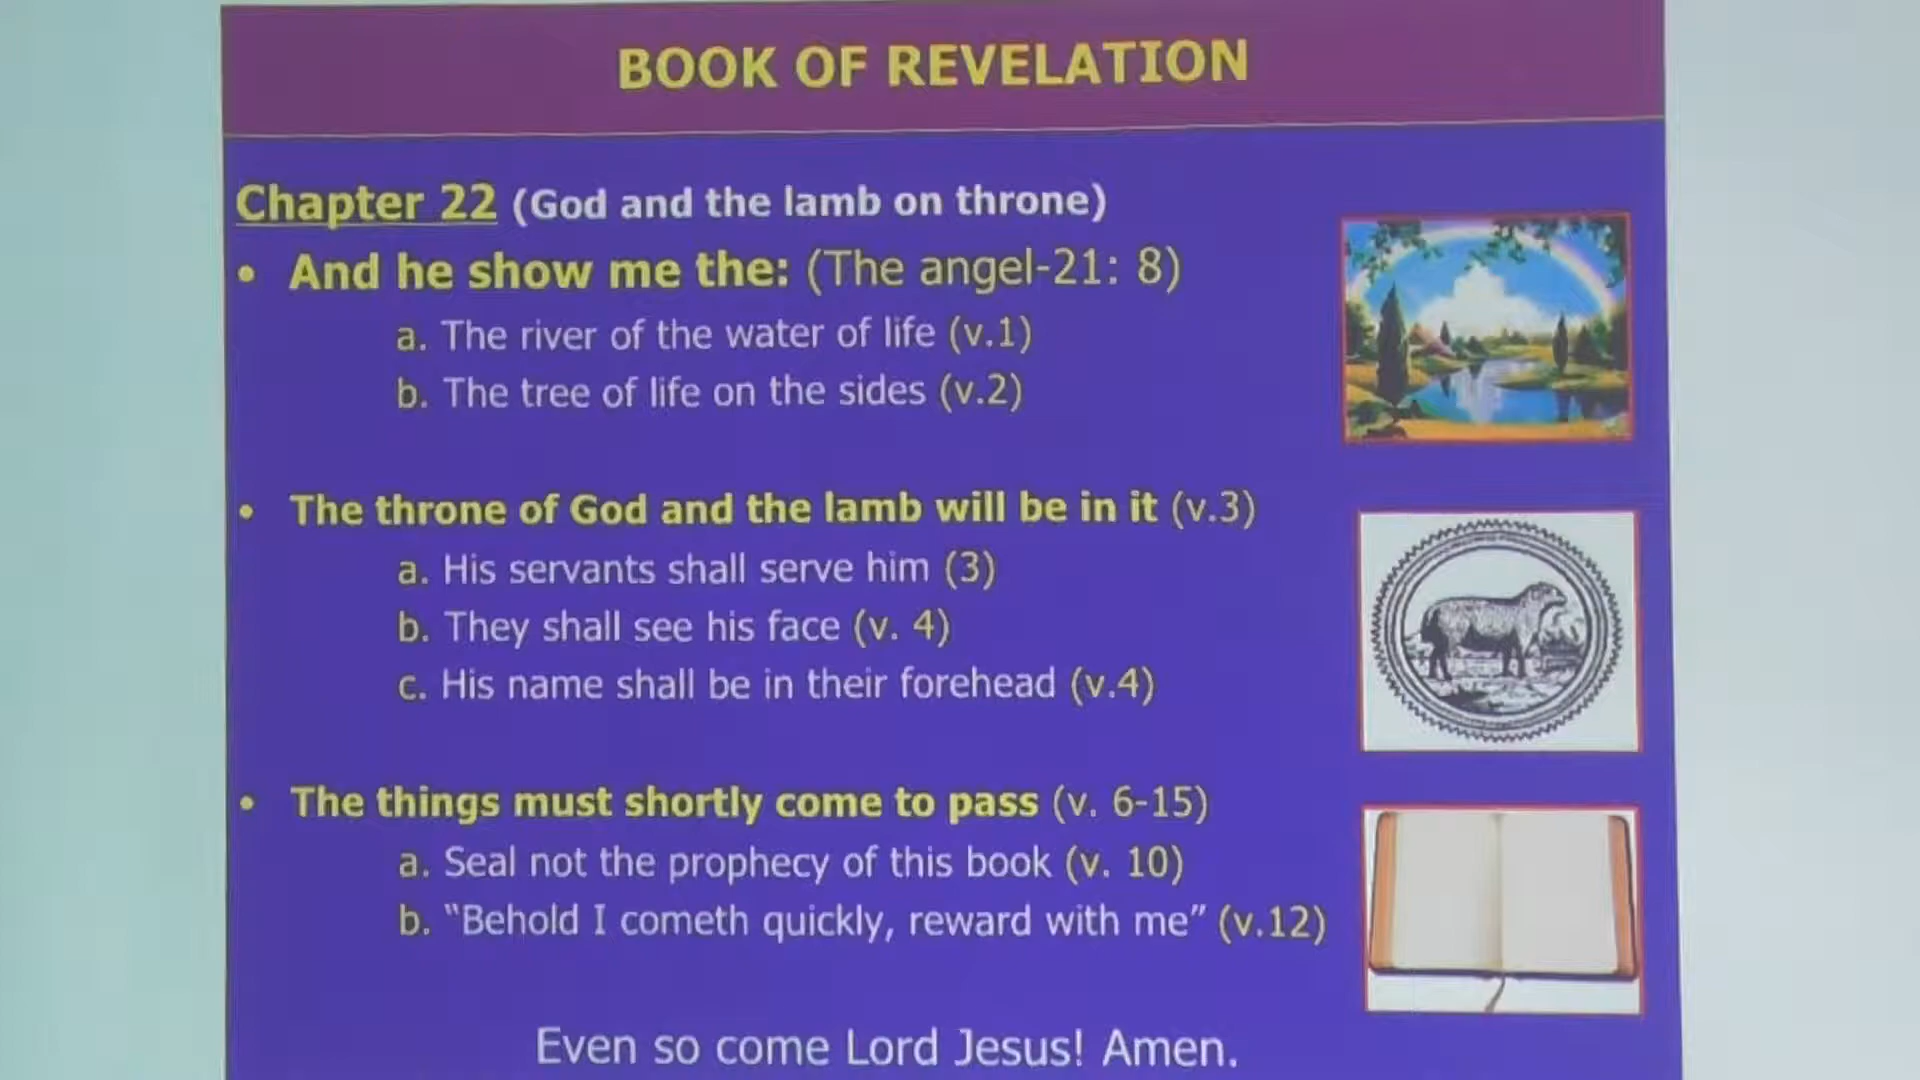 BOOK OF REVELATION
Chapter 22 (God and the lamb on throne)
• And he show me the: (The angel-21: 8)
a. The river of the water of life (v.1)
b. The tree of life on the sides (v.2)
• The throne of God and the lamb will be in it (v.3)
a. His servants shall serve him (3)
b. They shall see his face (v. 4)
c. His name shall be in their forehead (v.4)
• The things must shortly come to pass (v. 6-15)
a. Seal not the prophecy of this book (v. 10)
b. "Behold I cometh quickly, reward with me" (v.12)
Even so come Lord Jesus! Amen.